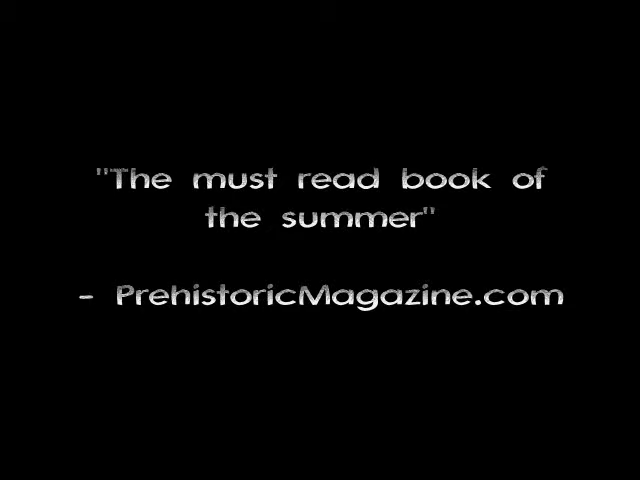 "The must read book of
the summer"
- PrehistoricMagazine.com